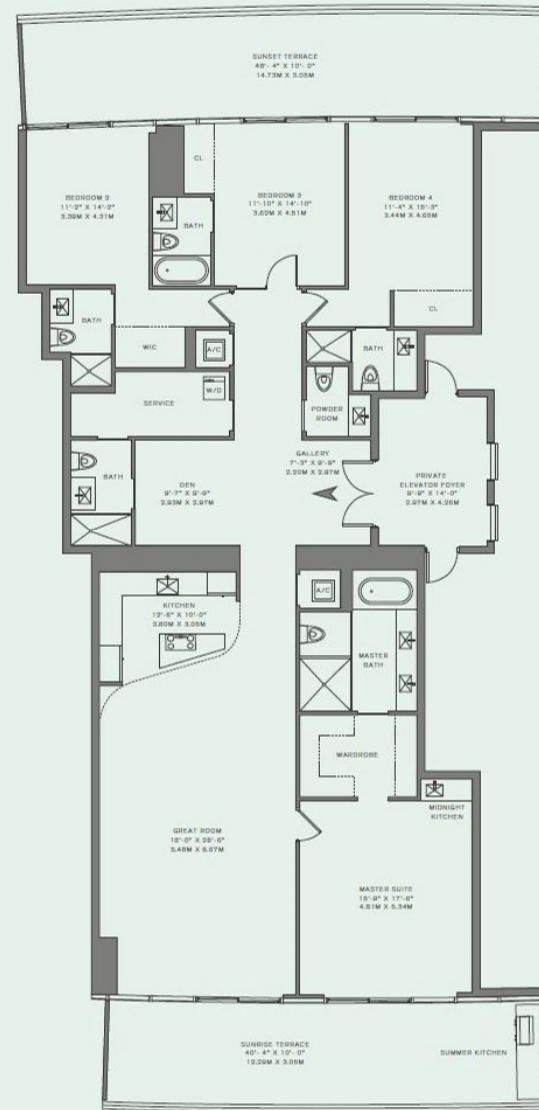 SUNSET TERRACE
48'- 4" X 10'- 0"
14.73M X 3.05M
CL
BEDROOM 2
11'-2" X 14'-2"
3.39M X 4.31M
BEDROOM 3
11'-10" X 14'-10"
3.62M X 4.51M
BEDROOM 4
11'-4" X 15'-3"
3.44M X 4.65M
BATH
CL
BATH
WIC
A/C
BATH
W/D
SERVICE
POWDER
ROOM
GALLERY
7'-3" X 9'-9"
2.20M X 2.97M
BATH
DEN
9'-7" X 9'-9"
2.93M X 2.97M
PRIVATE
ELEVATOR FOYER
9'-9" X 14'-0"
2.97M X 4.26M
A/C
KITCHEN
12'-6" X 10'-0"
3.80M X 3.05M
MASTER
BATH
WARDROBE
MIDNIGHT
KITCHEN
GREAT ROOM
18'-0" X 28'-6"
5.48M X 8.67M
MASTER SUITE
15'-9" X 17'-6"
4.81M X 5.34M
SUNRISE TERRACE
40'- 4" X 10'- 0"
12.29M X 3.05M
SUMMER KITCHEN